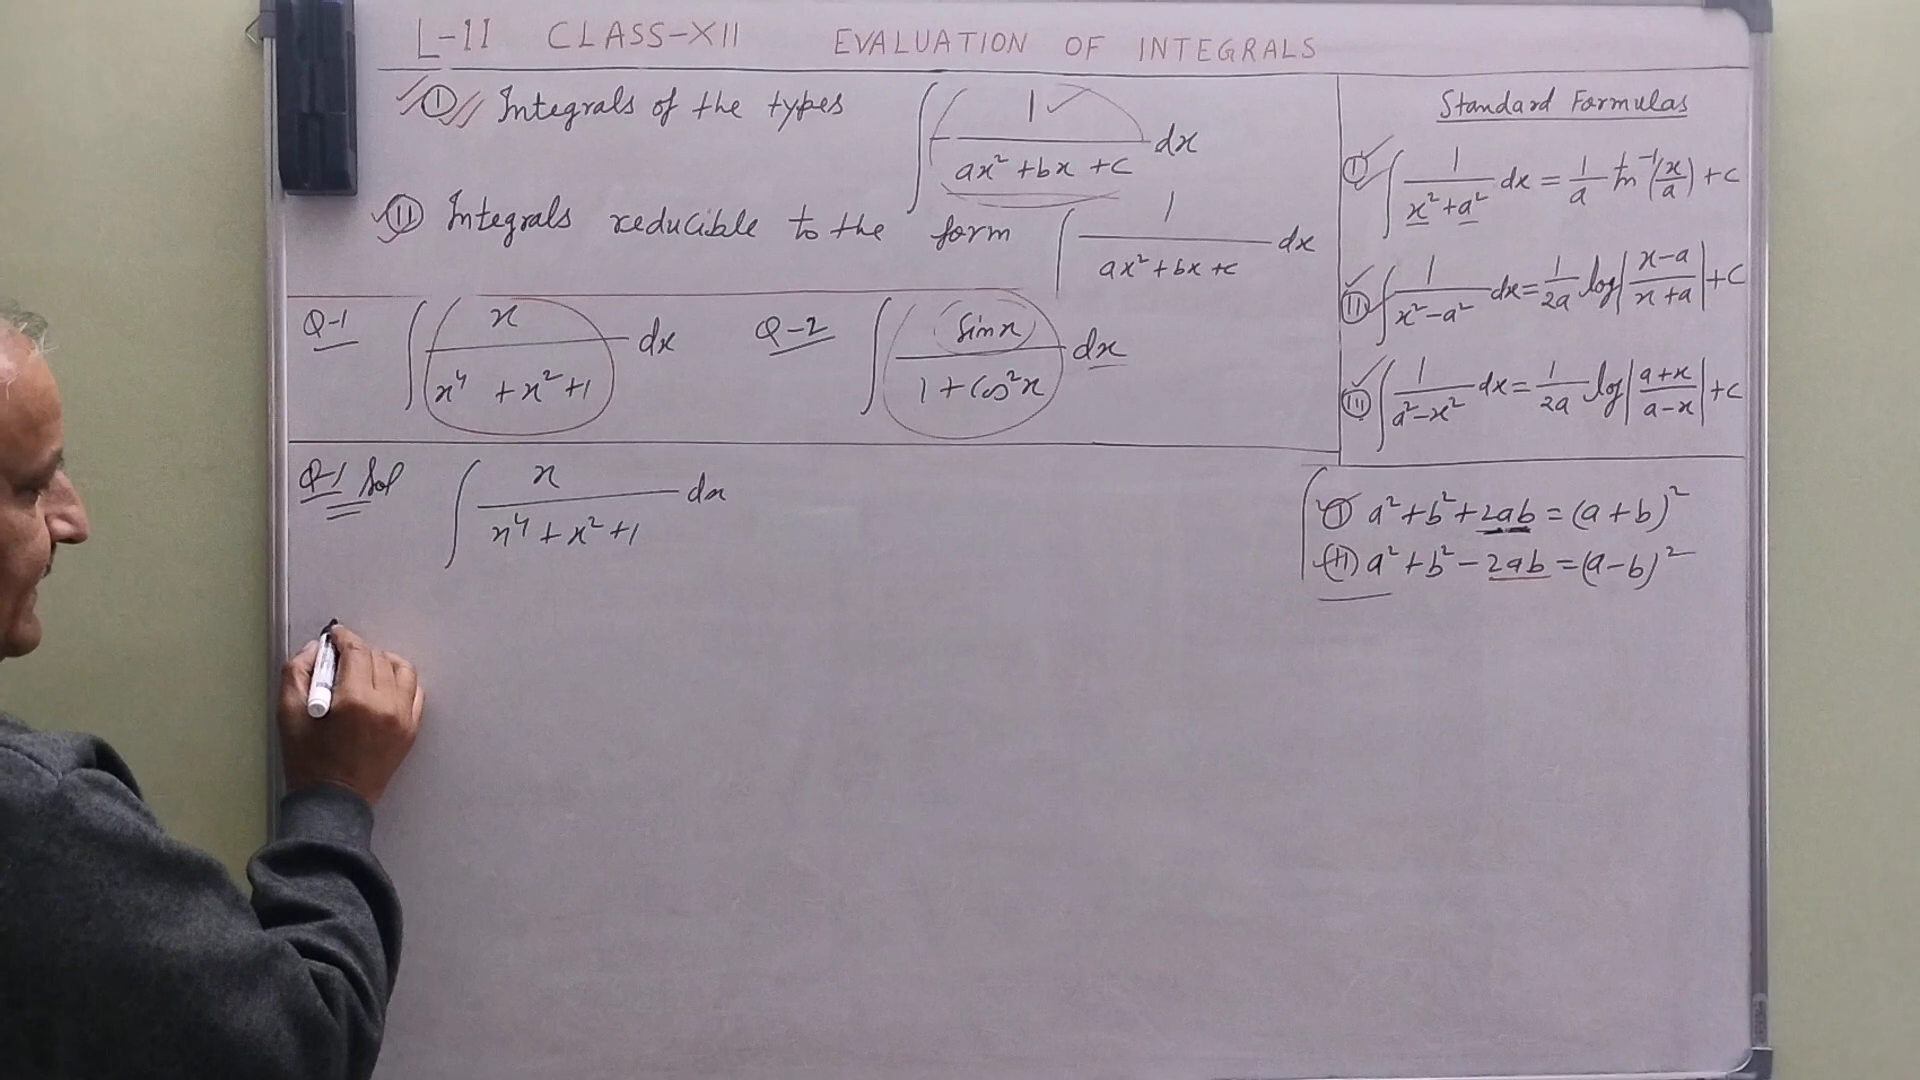 L-11 CLASS-XII EVALUATION OF INTEGRALS
(I) Integrals of the types ∫ 1/(ax² + bx + c) dx
(II) Integrals reducible to the form ∫ 1/(ax² + bx + c) dx
Q-1 ∫ x/(x⁴ + x² + 1) dx Q-2 ∫ Sinx/(1 + Cos²x) dx
Q-1 Sol ∫ x/(x⁴ + x² + 1) dx
Standard Formulas
(I) ∫ 1/(x² + a²) dx = 1/a tan⁻¹(x/a) + c
(II) ∫ 1/(x² - a²) dx = 1/2a log|(x-a)/(x+a)| + C
(III) ∫ 1/(a² - x²) dx = 1/2a log|(a+x)/(a-x)| + C
(I) a² + b² + 2ab = (a + b)²
(II) a² + b² - 2ab = (a - b)²